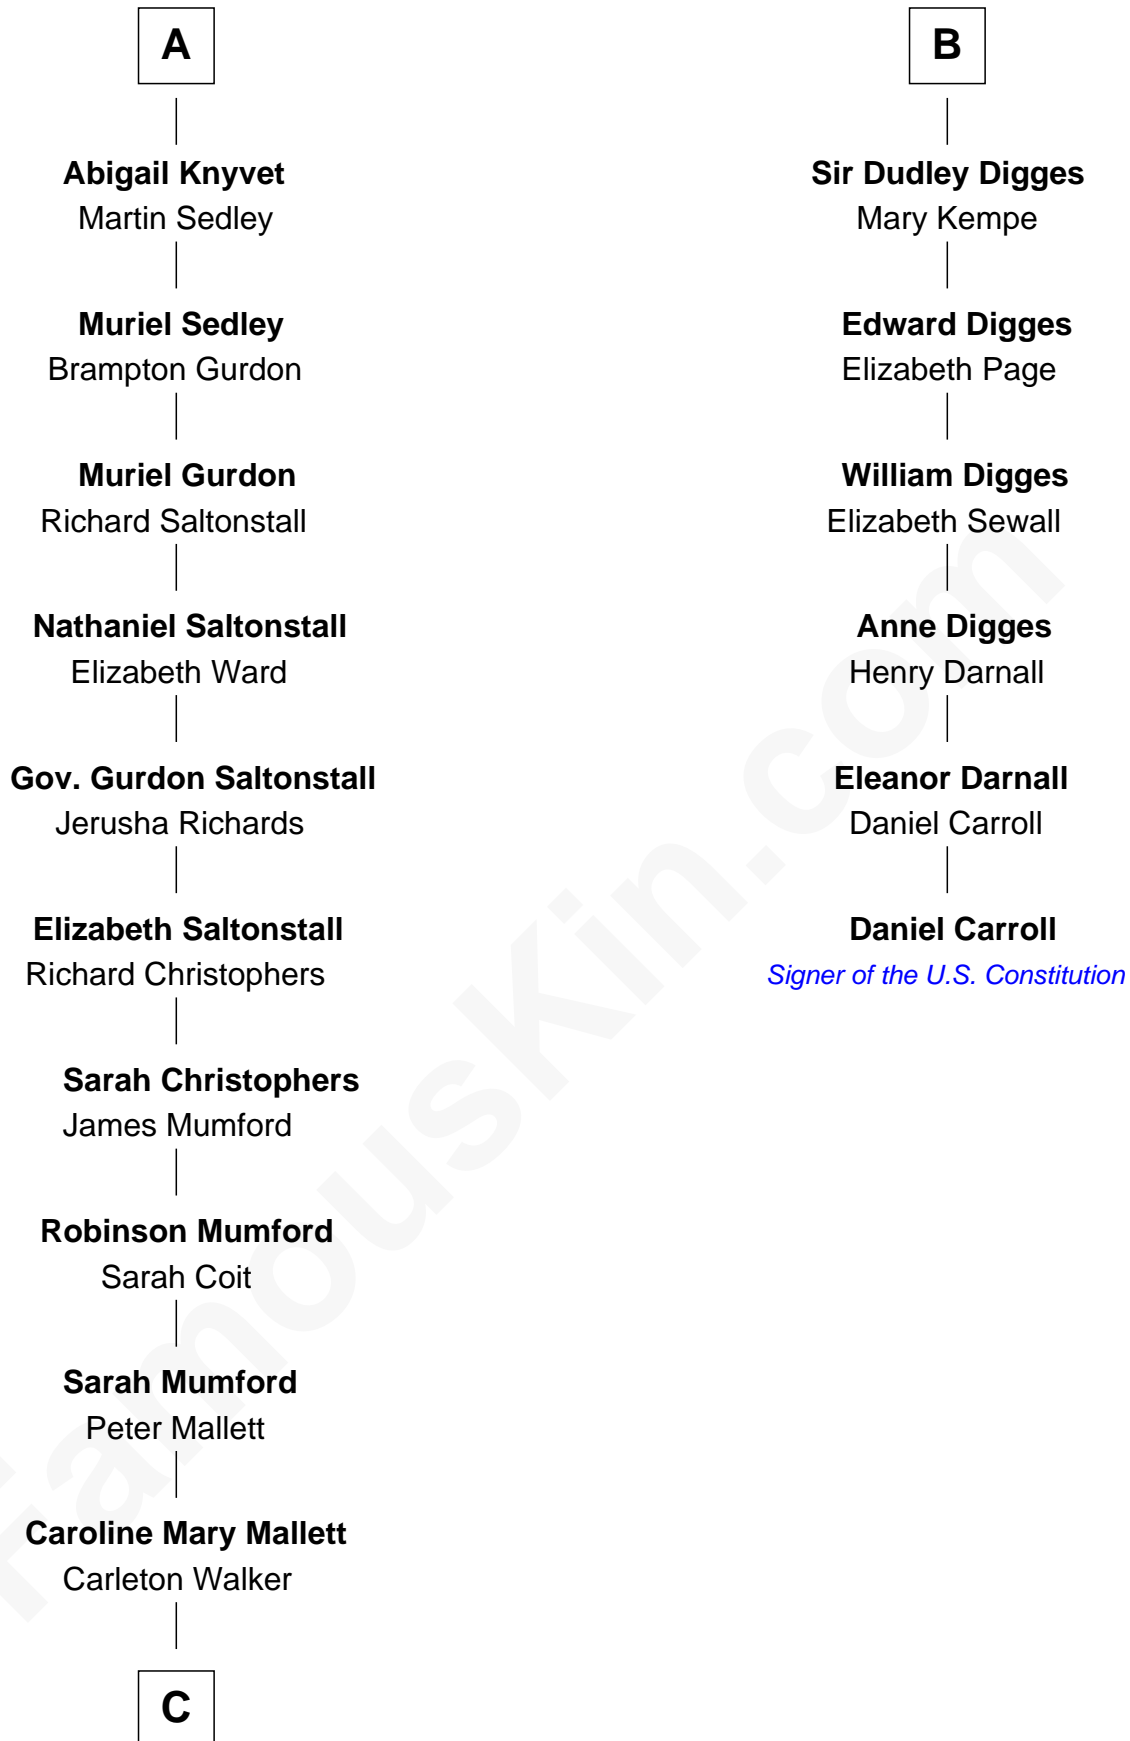 A
Abigail Knyvet
Martin Sedley
Muriel Sedley
Brampton Gurdon
Muriel Gurdon
Richard Saltonstall
Nathaniel Saltonstall
Elizabeth Ward
Gov. Gurdon Saltonstall
Jerusha Richards
Elizabeth Saltonstall
Richard Christophers
Sarah Christophers
James Mumford
Robinson Mumford
Sarah Coit
Sarah Mumford
Peter Mallett
Caroline Mary Mallett
Carleton Walker
C
B
Sir Dudley Digges
Mary Kempe
Edward Digges
Elizabeth Page
William Digges
Elizabeth Sewall
Anne Digges
Henry Darnall
Eleanor Darnall
Daniel Carroll
Daniel Carroll
Signer of the U.S. Constitution
FamousKin.com